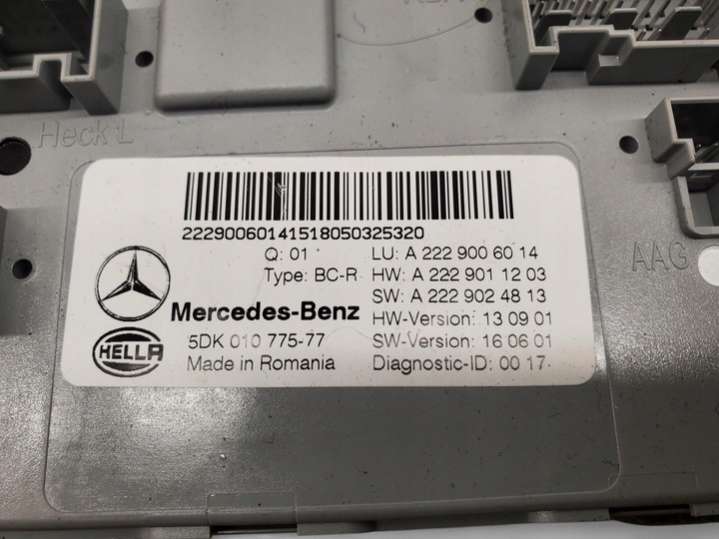 Heck L
22290060141518050325320
Q: 01 LU: A 222 900 60 14
Type: BC-R HW: A 222 901 12 03
SW: A 222 902 48 13
Mercedes-Benz HW-Version: 13 09 01
HELLA 5DK 010 775-77 SW-Version: 16 06 01
Made in Romania Diagnostic-ID: 00 17
AAG